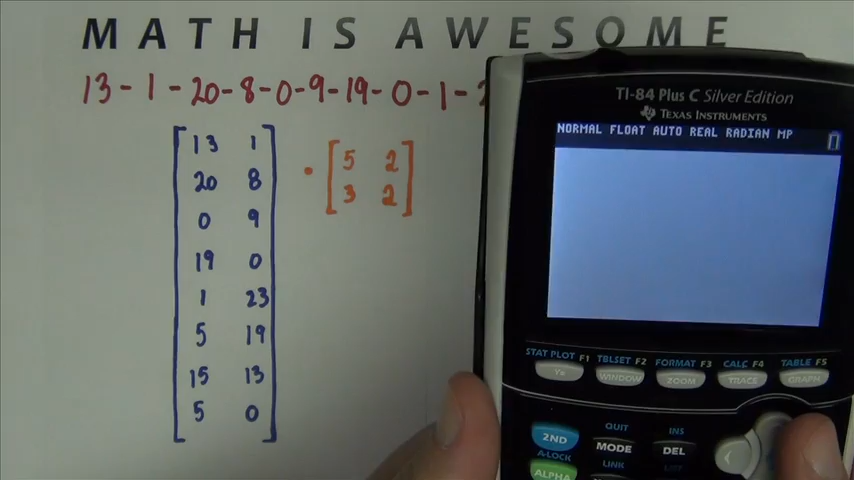 MATH IS AWESOME
13-1-20-8-0-9-19-0-1-
13 1
20 8
0 9
19 0
1 23
5 19
15 13
5 0
· 5 2
3 2
TI-84 Plus C Silver Edition
TEXAS INSTRUMENTS
NORMAL FLOAT AUTO REAL RADIAN MP
STAT PLOT F1 TBLSET F2 FORMAT F3 CALC F4 TABLE F5
Y= WINDOW ZOOM TRACE GRAPH
QUIT INS
2ND MODE DEL
A-LOCK LINK LIST
ALPHA